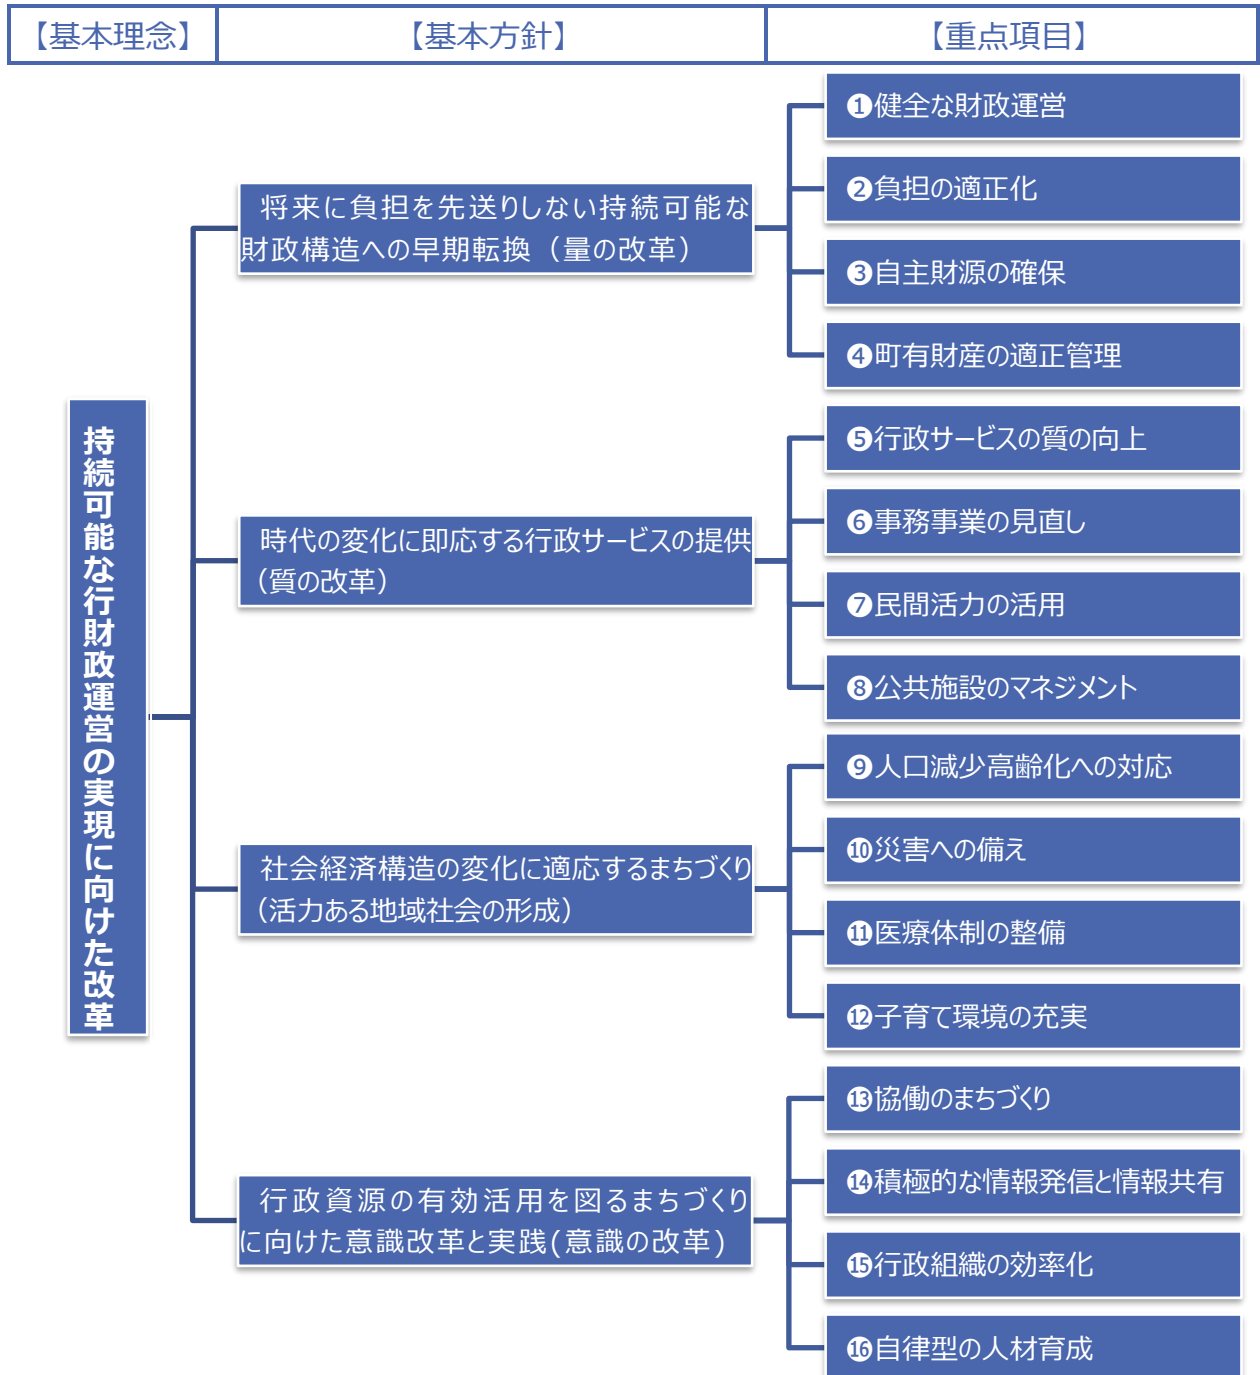 【基本理念】
【基本方針】
【重点項目】
持続可能な行財政運営の実現に向けた改革
将来に負担を先送りしない持続可能な
財政構造への早期転換（量の改革）
❶健全な財政運営
❷負担の適正化
❸自主財源の確保
❹町有財産の適正管理
時代の変化に即応する行政サービスの提供
（質の改革）
❺行政サービスの質の向上
❻事務事業の見直し
❼民間活力の活用
❽公共施設のマネジメント
社会経済構造の変化に適応するまちづくり
（活力ある地域社会の形成）
❾人口減少高齢化への対応
❿災害への備え
⓫医療体制の整備
⓬子育て環境の充実
行政資源の有効活用を図るまちづくり
に向けた意識改革と実践(意識の改革)
⓭協働のまちづくり
⓮積極的な情報発信と情報共有
⓯行政組織の効率化
⓰自律型の人材育成